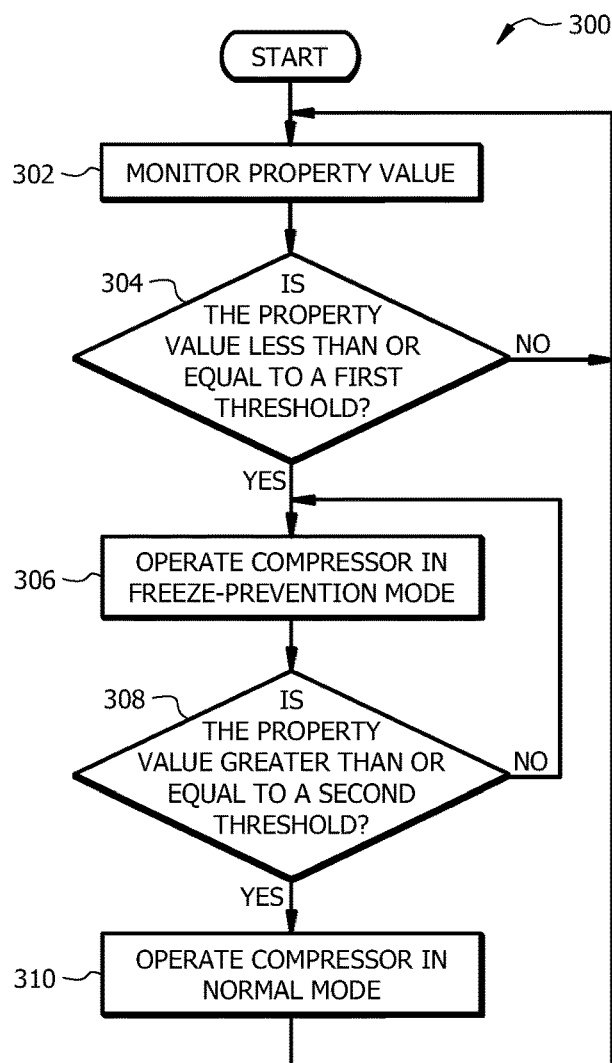 300
START
302
MONITOR PROPERTY VALUE
304
IS
THE PROPERTY
VALUE LESS THAN OR
EQUAL TO A FIRST
THRESHOLD?
NO
YES
306
OPERATE COMPRESSOR IN
FREEZE-PREVENTION MODE
308
IS
THE PROPERTY
VALUE GREATER THAN OR
EQUAL TO A SECOND
THRESHOLD?
NO
YES
310
OPERATE COMPRESSOR IN
NORMAL MODE